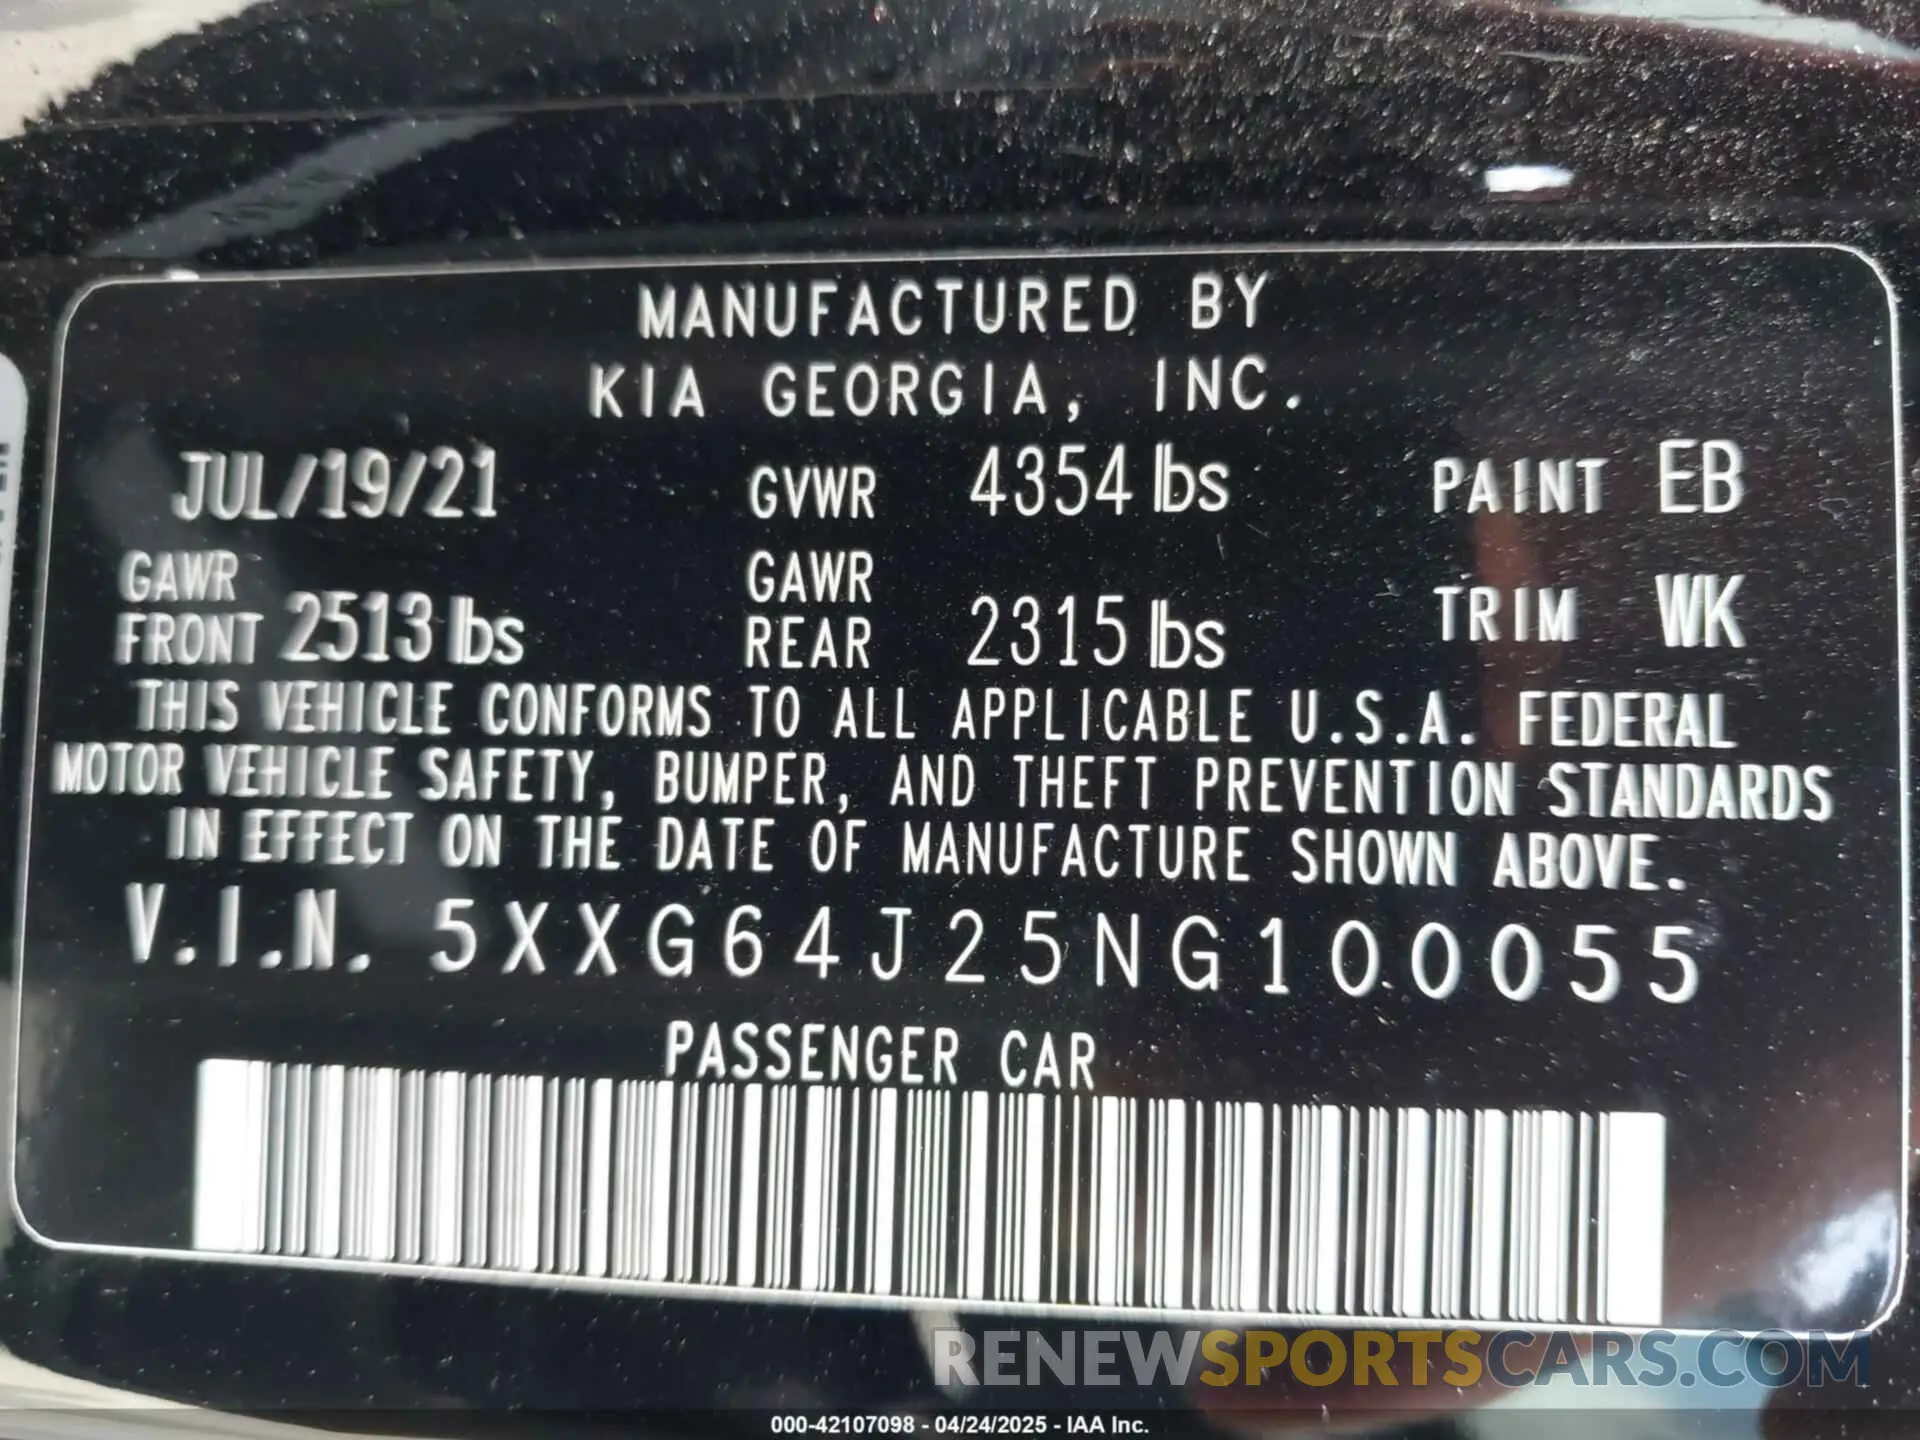 MANUFACTURED BY
KIA GEORGIA, INC.
JUL/19/21 GVWR 4354 lbs PAINT EB
GAWR FRONT 2513 lbs GAWR REAR 2315 lbs TRIM WK
THIS VEHICLE CONFORMS TO ALL APPLICABLE U.S.A. FEDERAL
MOTOR VEHICLE SAFETY, BUMPER, AND THEFT PREVENTION STANDARDS
IN EFFECT ON THE DATE OF MANUFACTURE SHOWN ABOVE.
V.I.N. 5XXG64J25NG100055
PASSENGER CAR
RENEWSPORTSCARS.COM
000-42107098 - 04/24/2025 - IAA Inc.